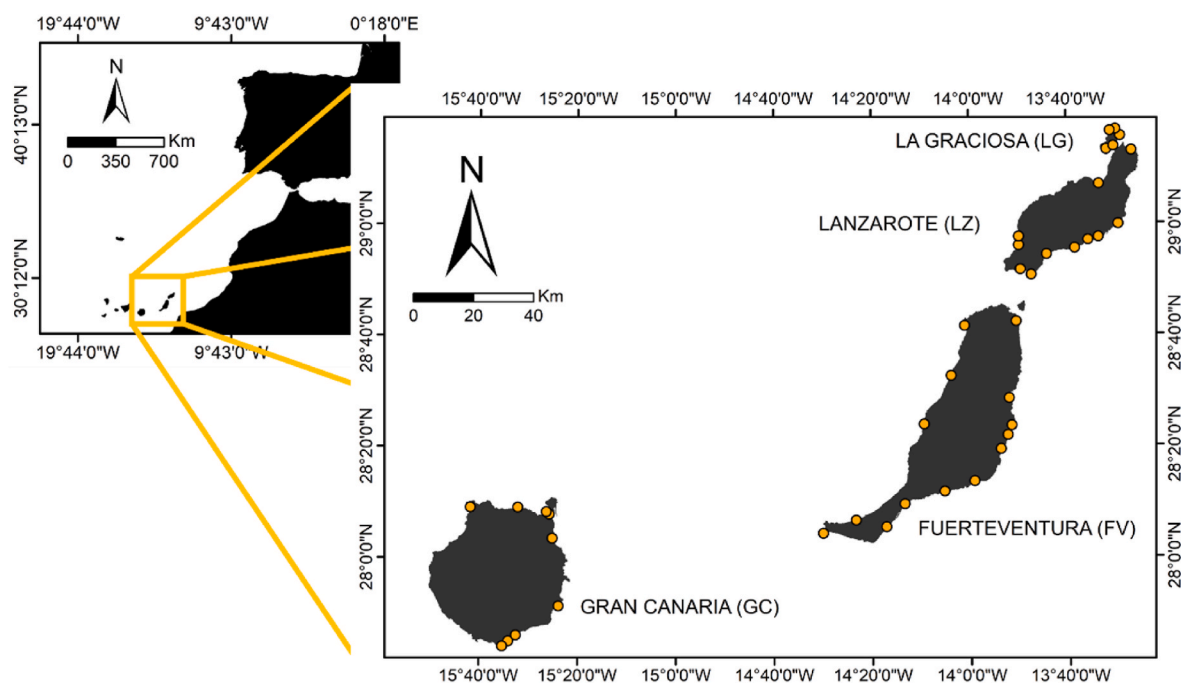 19°44'0"W 9°43'0"W 0°18'0"E
N
Km
0 350 700
40°13'0"N
30°12'0"N
19°44'0"W 9°43'0"W
15°40'0"W 15°20'0"W 15°0'0"W 14°40'0"W 14°20'0"W 14°0'0"W 13°40'0"W
LA GRACIOSA (LG)
N
LANZAROTE (LZ)
29°0'0"N 29°0'0"N
Km
0 20 40
28°40'0"N 28°40'0"N
28°20'0"N 28°20'0"N
FUERTEVENTURA (FV)
28°0'0"N 28°0'0"N
GRAN CANARIA (GC)
15°40'0"W 15°20'0"W 15°0'0"W 14°40'0"W 14°20'0"W 14°0'0"W 13°40'0"W